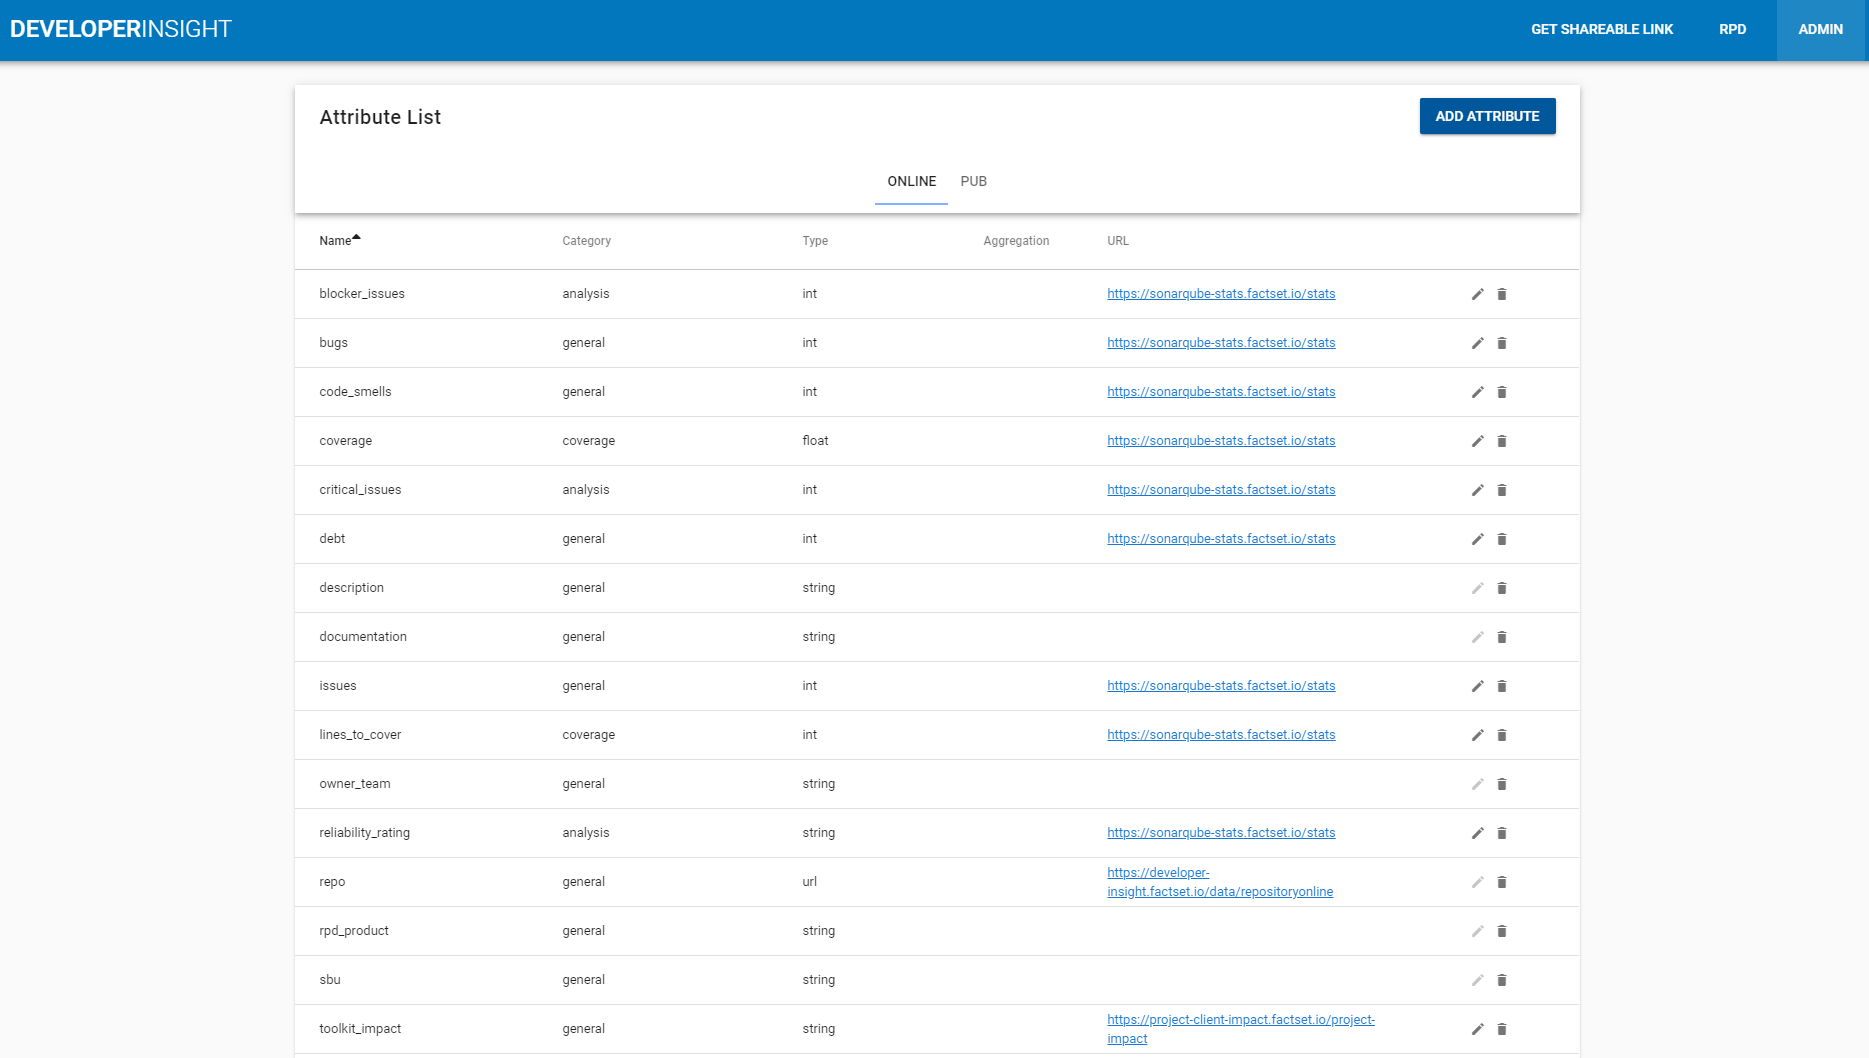 DEVELOPERINSIGHT GET SHAREABLE LINK RPD ADMIN
Attribute List ADD ATTRIBUTE
ONLINE PUB
Name Category Type Aggregation URL
blocker_issues analysis int https://sonarqube-stats.factset.io/stats
bugs general int https://sonarqube-stats.factset.io/stats
code_smells general int https://sonarqube-stats.factset.io/stats
coverage coverage float https://sonarqube-stats.factset.io/stats
critical_issues analysis int https://sonarqube-stats.factset.io/stats
debt general int https://sonarqube-stats.factset.io/stats
description general string
documentation general string
issues general int https://sonarqube-stats.factset.io/stats
lines_to_cover coverage int https://sonarqube-stats.factset.io/stats
owner_team general string
reliability_rating analysis string https://sonarqube-stats.factset.io/stats
repo general url https://developer-
insight.factset.io/data/repositoryonline
rpd_product general string
sbu general string
toolkit_impact general string https://project-client-impact.factset.io/project-
impact